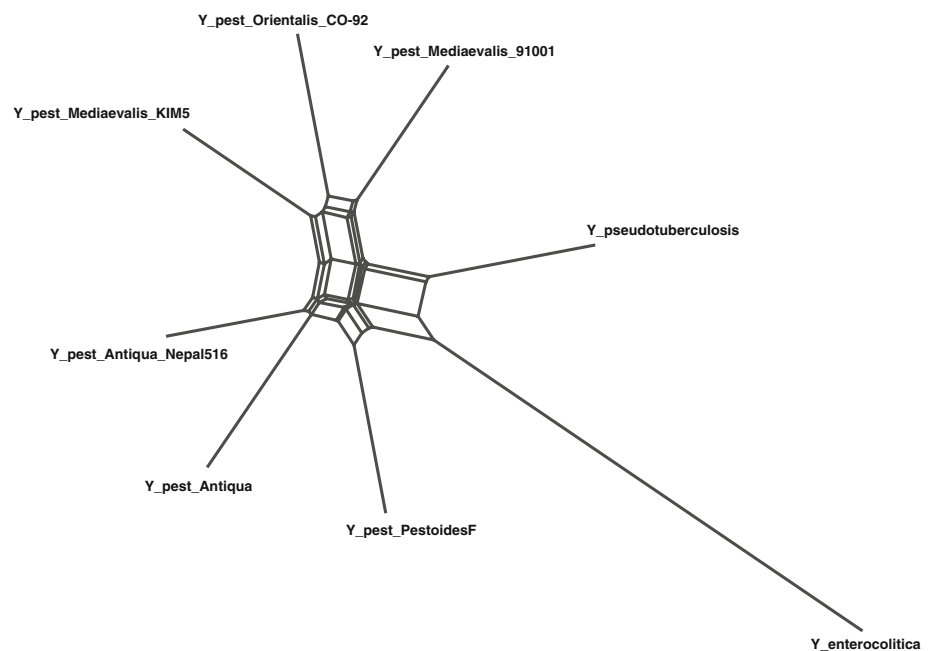 Y_pest_Orientalis_CO-92
Y_pest_Mediaevalis_91001
Y_pest_Mediaevalis_KIM5
Y_pseudotuberculosis
Y_pest_Antiqua_Nepal516
Y_pest_Antiqua
Y_pest_PestoidesF
Y_enterocolitica